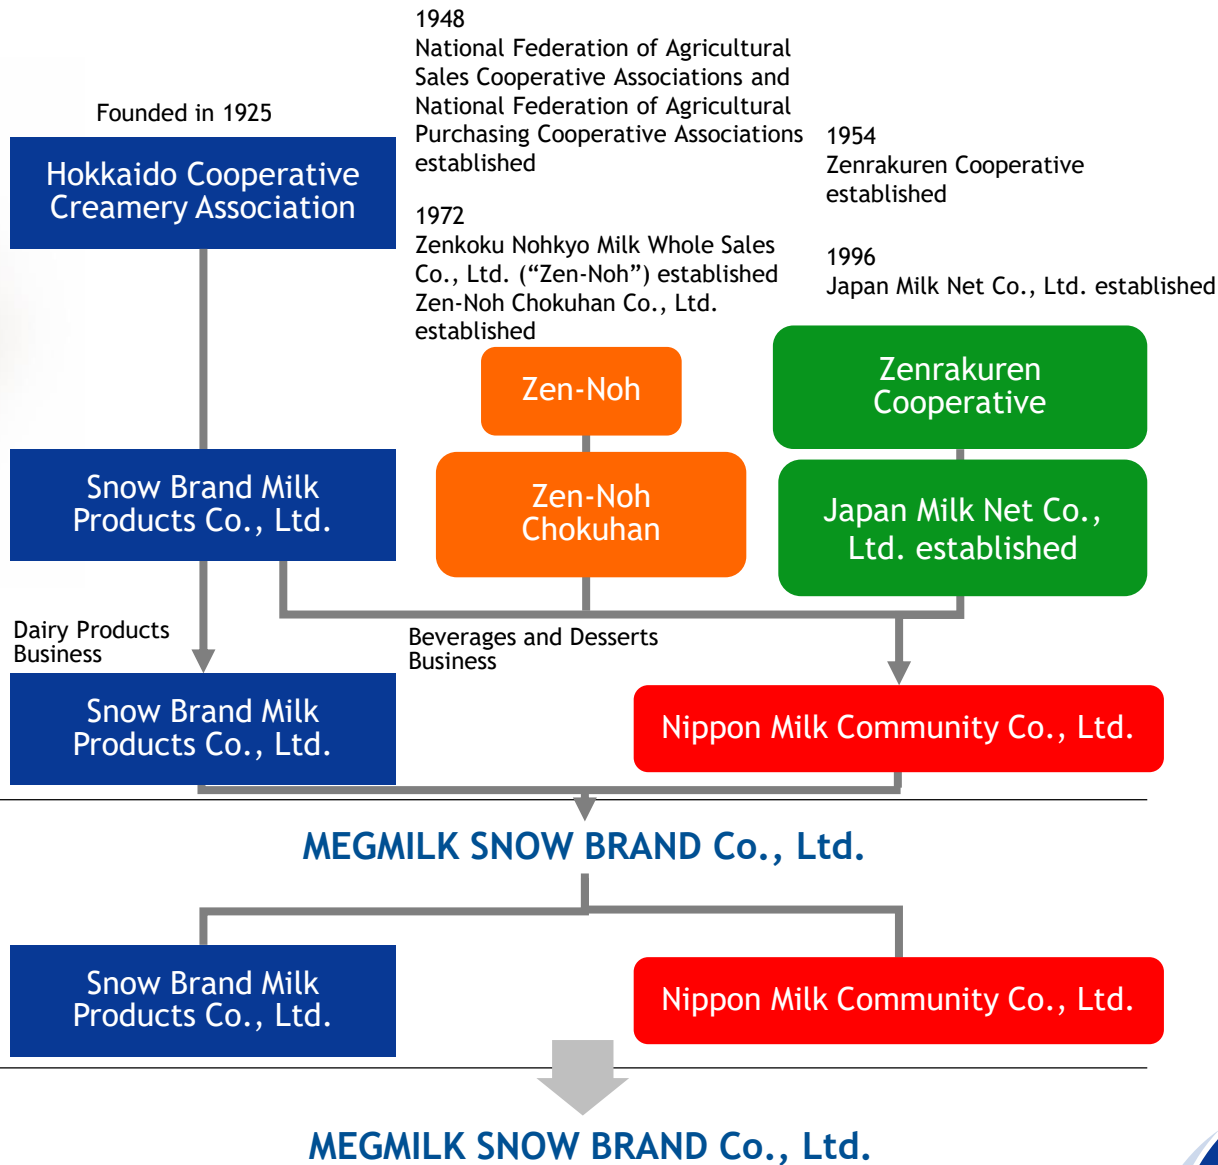 Founded in 1925
Hokkaido Cooperative
Creamery Association
1948
National Federation of Agricultural
Sales Cooperative Associations and
National Federation of Agricultural
Purchasing Cooperative Associations
established
1972
Zenkoku Nohkyo Milk Whole Sales
Co., Ltd. (“Zen-Noh”) established
Zen-Noh Chokuhan Co., Ltd.
established
1954
Zenrakuren Cooperative
established
1996
Japan Milk Net Co., Ltd. established
Zen-Noh
Zenrakuren
Cooperative
Snow Brand Milk
Products Co., Ltd.
Zen-Noh
Chokuhan
Japan Milk Net Co.,
Ltd. established
Dairy Products
Business
Beverages and Desserts
Business
Snow Brand Milk
Products Co., Ltd.
Nippon Milk Community Co., Ltd.
MEGMILK SNOW BRAND Co., Ltd.
Snow Brand Milk
Products Co., Ltd.
Nippon Milk Community Co., Ltd.
MEGMILK SNOW BRAND Co., Ltd.